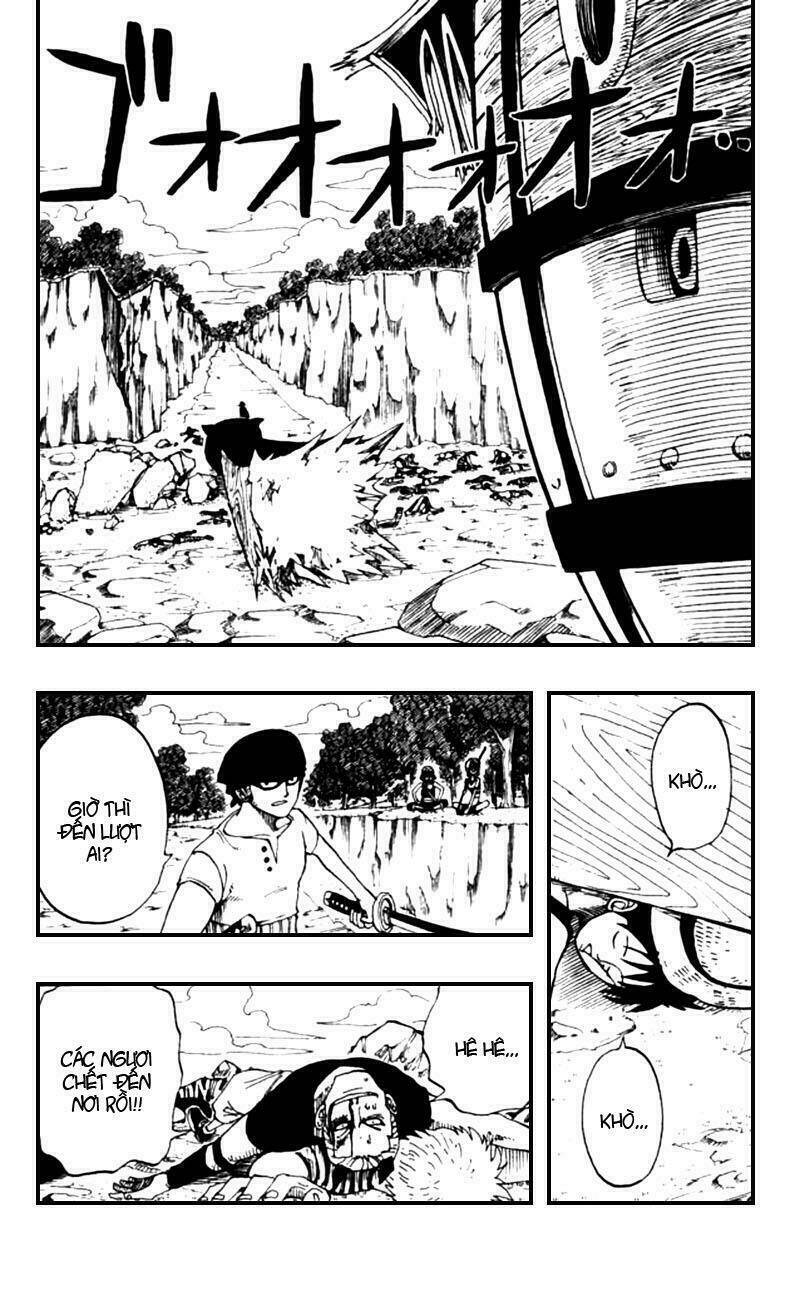 ゴオオオオオオ...
KHÒ...
KHÒ...
GIỜ THÌ
ĐẾN LƯỢT
AI?
HÊ HÊ...
CÁC NGƯƠI
CHẾT ĐẾN
NƠI RỒI!!